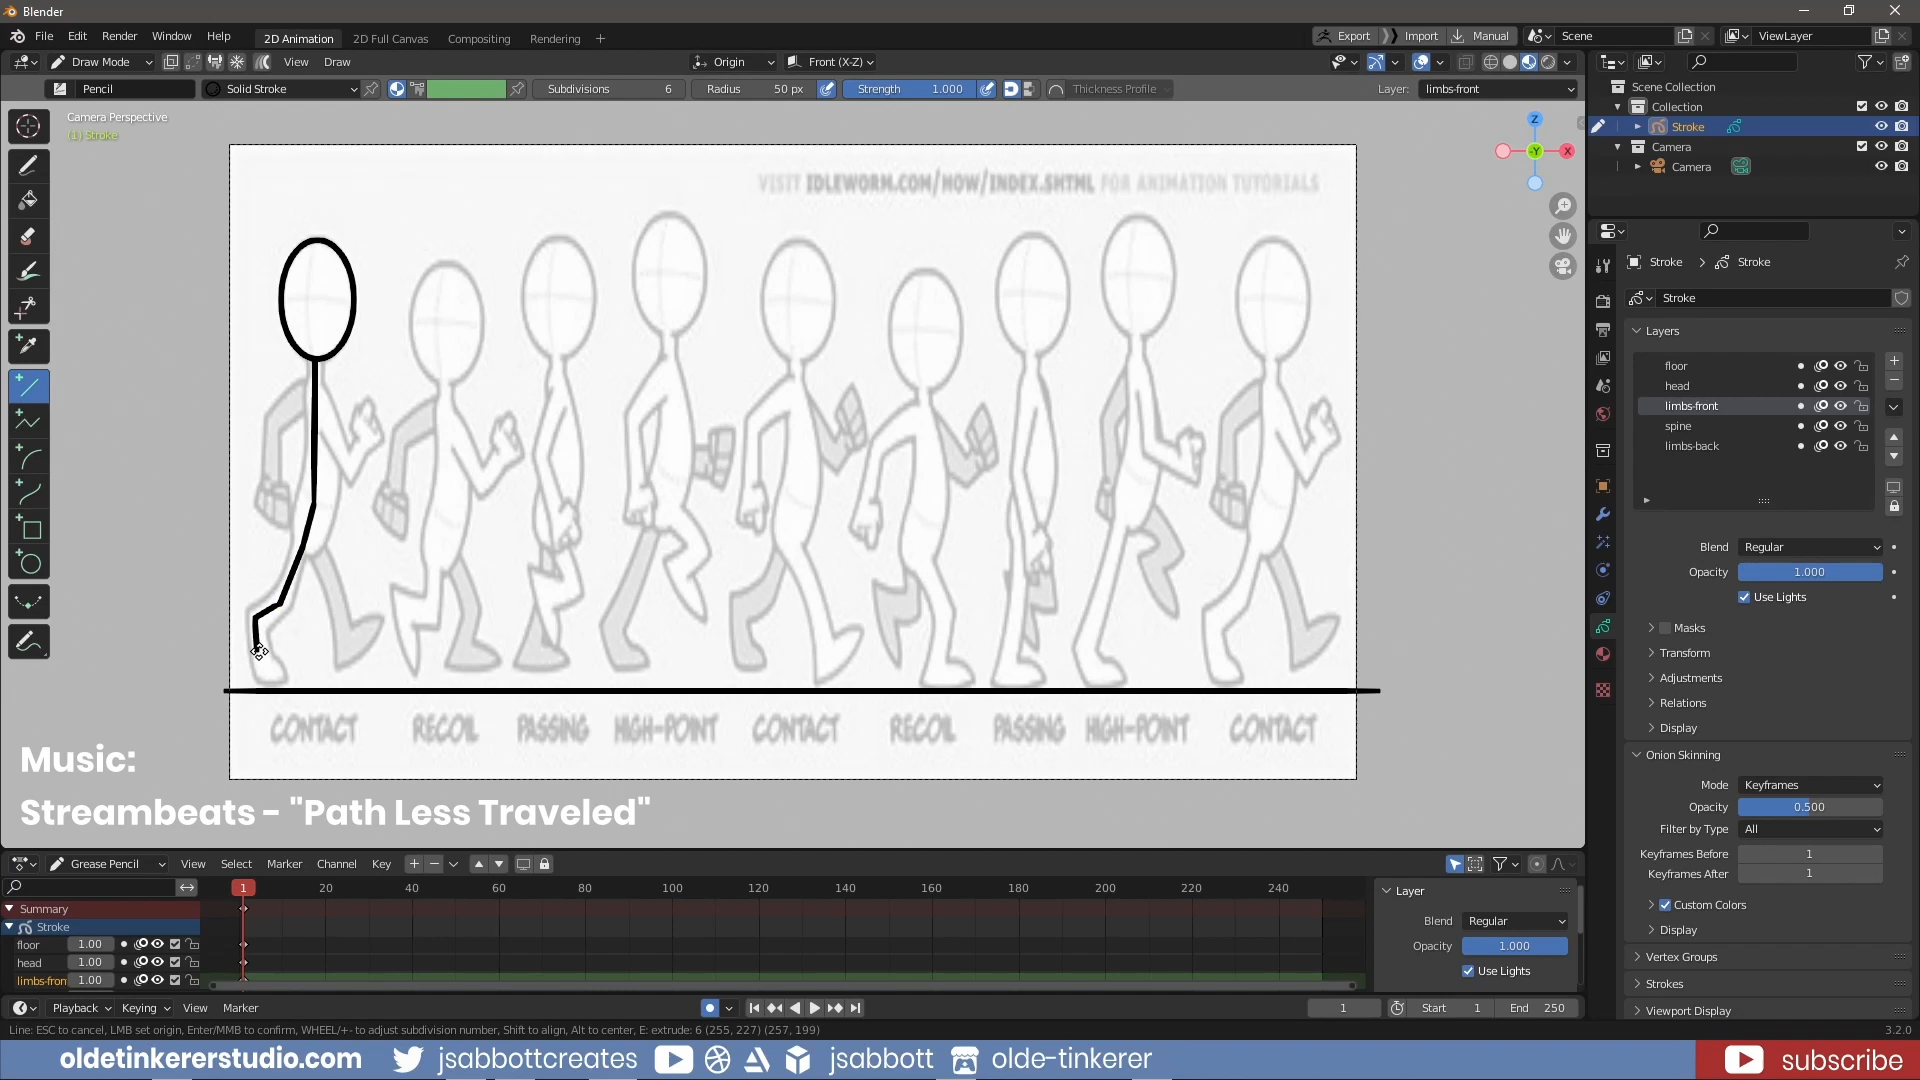 Blender
File Edit Render Window Help 2D Animation 2D Full Canvas Compositing Rendering + Export Import Manual Scene ViewLayer
Draw Mode View Draw Origin Front (X-Z)
Pencil Solid Stroke Subdivisions 6 Radius 50 px Strength 1.000 Thickness Profile Layer: limbs-front
Camera Perspective
(1) Stroke
VISIT IDLEWORM.COM/HOW/INDEX.SHTML FOR ANIMATION TUTORIALS
Z
-Y X
CONTACT RECOIL PASSING HIGH-POINT CONTACT RECOIL PASSING HIGH-POINT CONTACT
Music:
Streambeats - "Path Less Traveled"
Scene Collection
Collection
Stroke
Camera
Camera
Stroke > Stroke
Stroke
Layers
floor
head
limbs-front
spine
limbs-back
Blend Regular
Opacity 1.000
Use Lights
Masks
Transform
Adjustments
Relations
Display
Onion Skinning
Mode Keyframes
Opacity 0.500
Filter by Type All
Keyframes Before 1
Keyframes After 1
Custom Colors
Display
Vertex Groups
Strokes
Viewport Display
Grease Pencil View Select Marker Channel Key
1 20 40 60 80 100 120 140 160 180 200 220 240
Summary
Stroke
floor 1.00
head 1.00
limbs-fron 1.00
Layer
Blend Regular
Opacity 1.000
Use Lights
Playback Keying View Marker 1 Start 1 End 250
Line: ESC to cancel, LMB set origin, Enter/MMB to confirm, WHEEL/+- to adjust subdivision number, Shift to align, Alt to center, E: extrude: 6 (255, 227) (257, 199) 3.2.0
oldetinkererstudio.com jsabbottcreates jsabbott olde-tinkerer subscribe